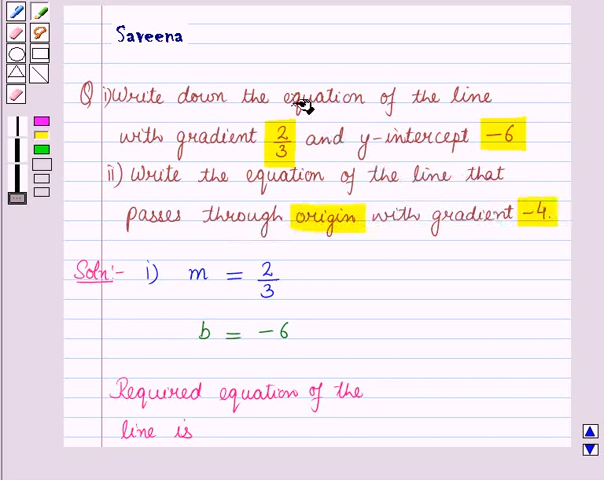 Saveena
Q i) Write down the equation of the line
with gradient 2/3 and y-intercept -6
ii) Write the equation of the line that
passes through origin with gradient -4.
Soln:- i) m = 2/3
b = -6
Required equation of the
line is